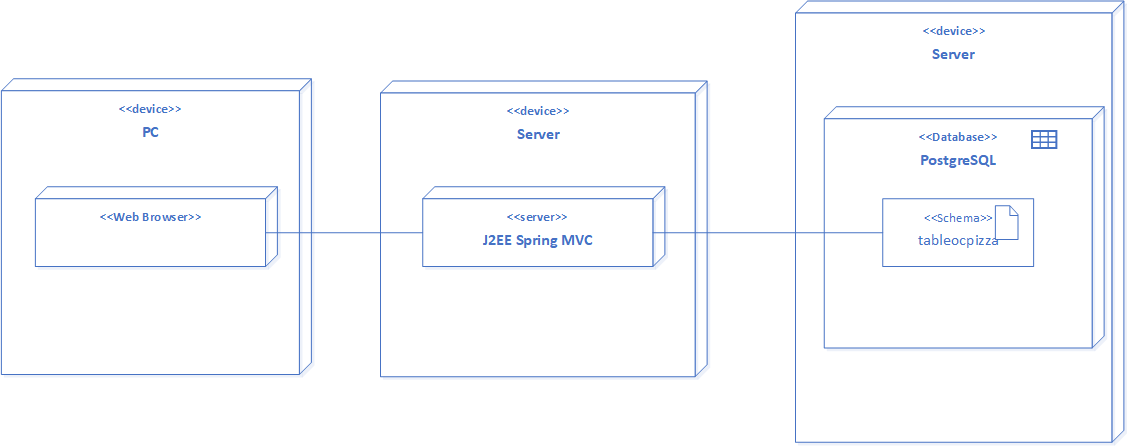 <<device>>
PC
<<Web Browser>>
<<device>>
Server
<<server>>
J2EE Spring MVC
<<device>>
Server
<<Database>>
PostgreSQL
<<Schema>>
tableocpizza